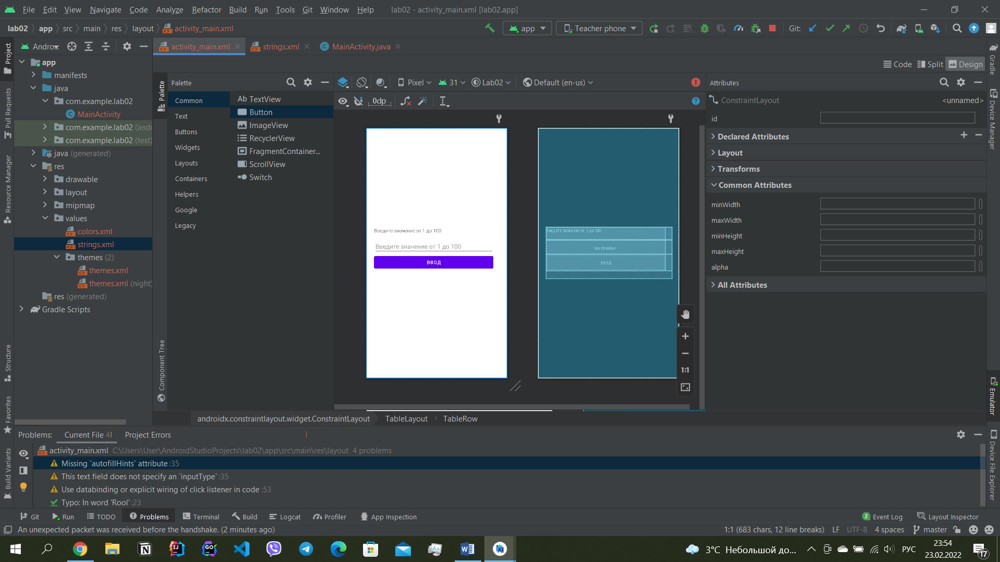 File Edit View Navigate Code Analyze Refactor Build Run Tools Git Window Help lab02 - activity_main.xml [lab02.app]
lab02 app src main res layout activity_main.xml app Teacher phone Git:
Andro activity_main.xml strings.xml MainActivity.java
Code Split Design
Project
Pull Requests
Resource Manager
Structure
Favorites
Build Variants
app
manifests
java
com.example.lab02
MainActivity
com.example.lab02 (andr
com.example.lab02 (test)
java (generated)
res
drawable
layout
mipmap
values
colors.xml
strings.xml
themes (2)
themes.xml
themes.xml (night)
res (generated)
Gradle Scripts
Palette
Component Tree
Palette
Common
Text
Buttons
Widgets
Layouts
Containers
Helpers
Google
Legacy
Ab TextView
Button
ImageView
RecyclerView
FragmentContainer...
ScrollView
Switch
Pixel 31 Lab02 Default (en-us)
0dp
Введите значение от 1 до 100
Введите значение от 1 до 100
ВВОД
Введите значение от 1 до 100
userNumber
ВВОД
1:1
Attributes
ConstraintLayout <unnamed>
id
Declared Attributes
Layout
Transforms
Common Attributes
minWidth
maxWidth
minHeight
maxHeight
alpha
All Attributes
Gradle
Device Manager
Emulator
Device File Explorer
androidx.constraintlayout.widget.ConstraintLayout TableLayout TableRow
Problems: Current File 4 Project Errors
activity_main.xml C:\Users\User\AndroidStudioProjects\lab02\app\src\main\res\layout 4 problems
Missing `autofillHints` attribute :35
This text field does not specify an `inputType` :35
Use databinding or explicit wiring of click listener in code :53
Typo: In word 'Rool' :23
Git Run TODO Problems Terminal Build Logcat Profiler App Inspection 2 Event Log Layout Inspector
An unexpected packet was received before the handshake. (2 minutes ago) 1:1 (683 chars, 12 line breaks) LF UTF-8 4 spaces master
3°C Небольшой до... РУС 23:54
23.02.2022
17